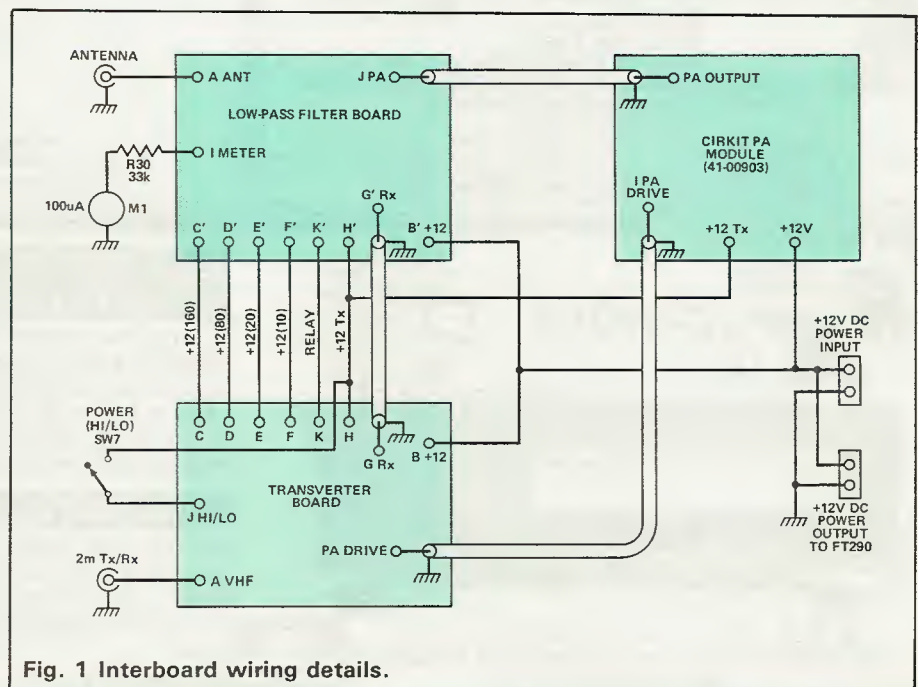 ANTENNA
A ANT
J PA
PA OUTPUT
LOW-PASS FILTER BOARD
CIRKIT PA
MODULE
(41-00903)
I METER
R30
33k
100uA
M1
G' Rx
I PA
DRIVE
C'
D'
E'
F'
K'
H'
B' +12
+12 Tx
+12V
+12(160)
+12(80)
+12(20)
+12(10)
RELAY
+12 Tx
+12V DC
POWER
INPUT
POWER
(HI/LO)
SW7
C
D
E
F
K
H
G Rx
B +12
TRANSVERTER
BOARD
J HI/LO
+12V DC
POWER
OUTPUT
TO FT290
2m Tx/Rx
PA DRIVE
A VHF
Fig. 1 Interboard wiring details.